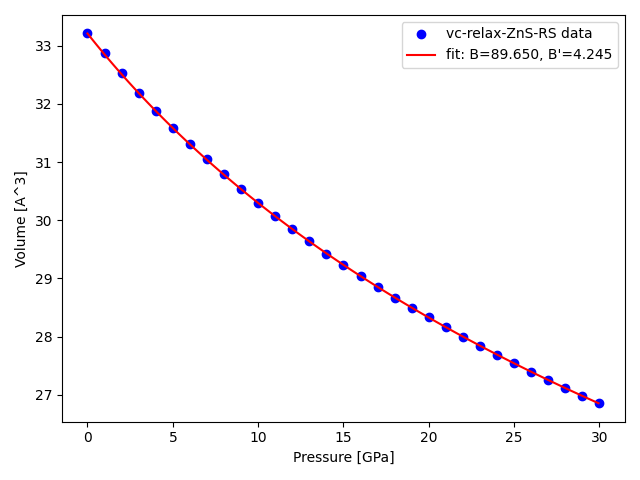 vc-relax-ZnS-RS data
fit: B=89.650, B'=4.245
33
32
31
30
29
28
27
Volume [A^3]
0 5 10 15 20 25 30
Pressure [GPa]